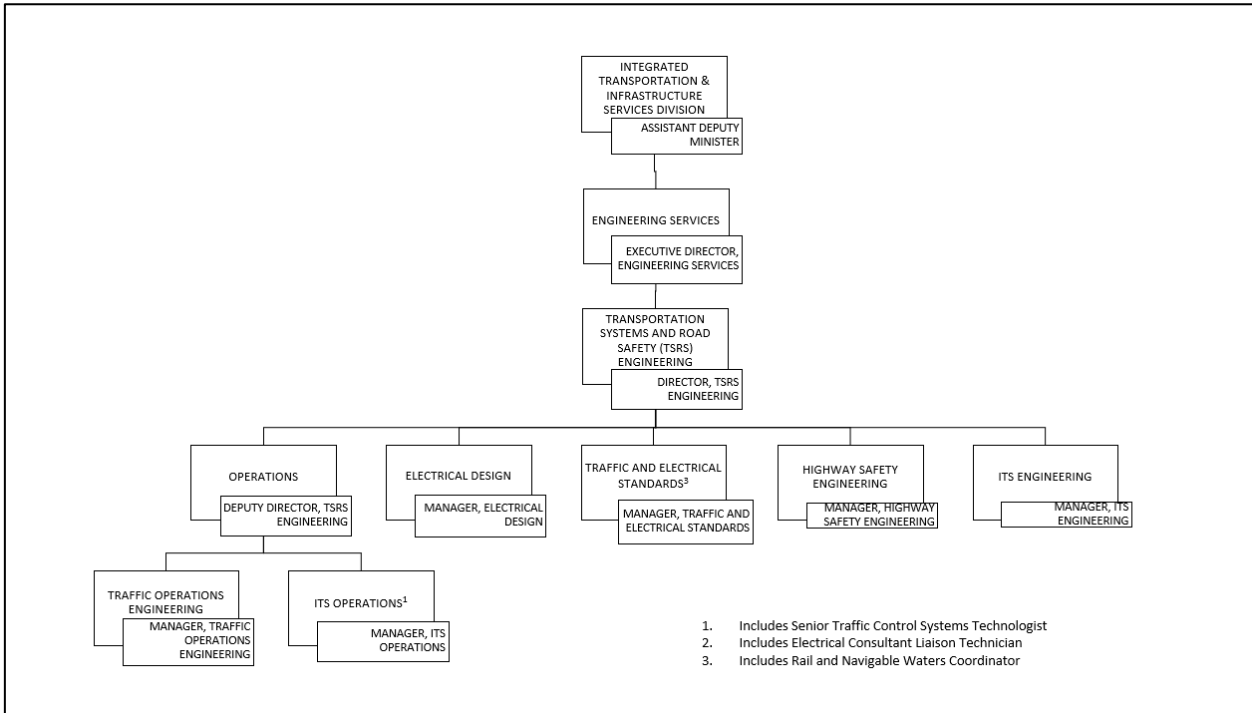 INTEGRATED
TRANSPORTATION &
INFRASTRUCTURE
SERVICES DIVISION
ASSISTANT DEPUTY
MINISTER
ENGINEERING SERVICES
EXECUTIVE DIRECTOR,
ENGINEERING SERVICES
TRANSPORTATION
SYSTEMS AND ROAD
SAFETY (TSRS)
ENGINEERING
DIRECTOR, TSRS
ENGINEERING
OPERATIONS
DEPUTY DIRECTOR, TSRS
ENGINEERING
ELECTRICAL DESIGN
MANAGER, ELECTRICAL
DESIGN
TRAFFIC AND ELECTRICAL
STANDARDS³
MANAGER, TRAFFIC AND
ELECTRICAL STANDARDS
HIGHWAY SAFETY
ENGINEERING
MANAGER, HIGHWAY
SAFETY ENGINEERING
ITS ENGINEERING
MANAGER, ITS
ENGINEERING
TRAFFIC OPERATIONS
ENGINEERING
MANAGER, TRAFFIC
OPERATIONS
ENGINEERING
ITS OPERATIONS¹
MANAGER, ITS
OPERATIONS
1. Includes Senior Traffic Control Systems Technologist
2. Includes Electrical Consultant Liaison Technician
3. Includes Rail and Navigable Waters Coordinator